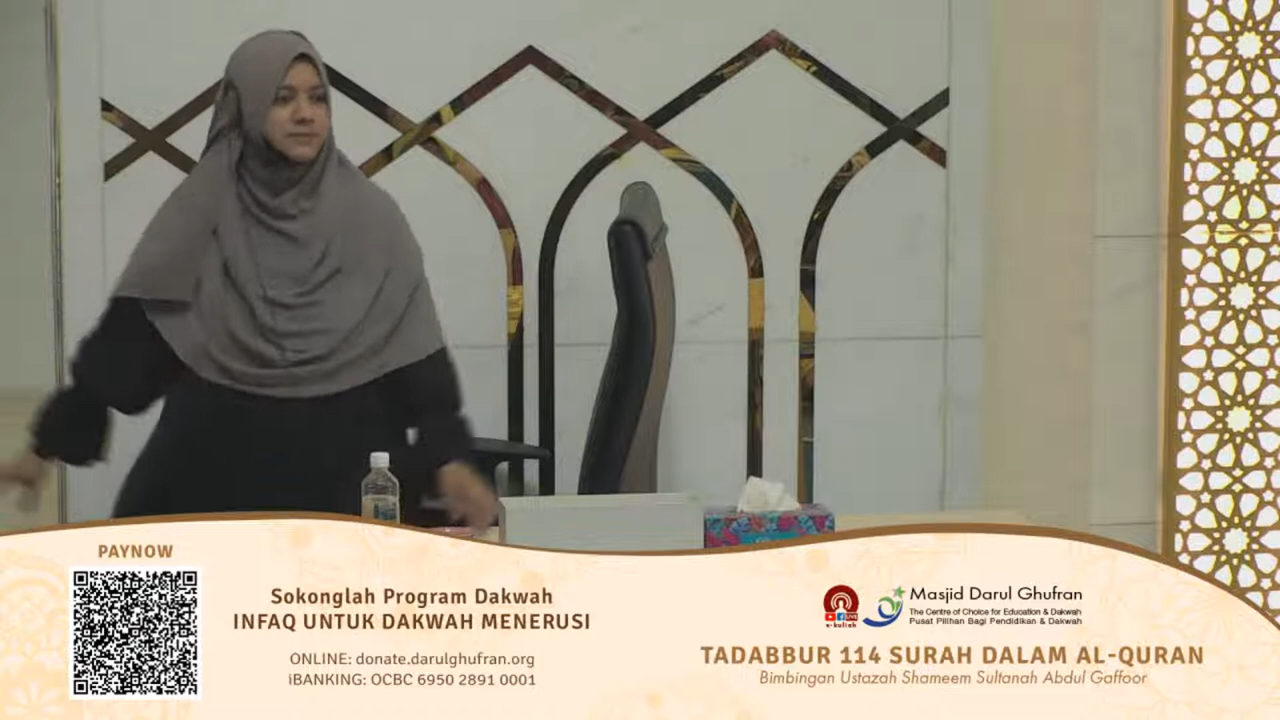 PAYNOW
Sokonglah Program Dakwah
INFAQ UNTUK DAKWAH MENERUSI
ONLINE: donate.darulghufran.org
iBANKING: OCBC 6950 2891 0001
LIVE
e-kuliah
Masjid Darul Ghufran
The Centre of Choice for Education & Dakwah
Pusat Pilihan Bagi Pendidikan & Dakwah
TADABBUR 114 SURAH DALAM AL-QURAN
Bimbingan Ustazah Shameem Sultanah Abdul Gaffoor